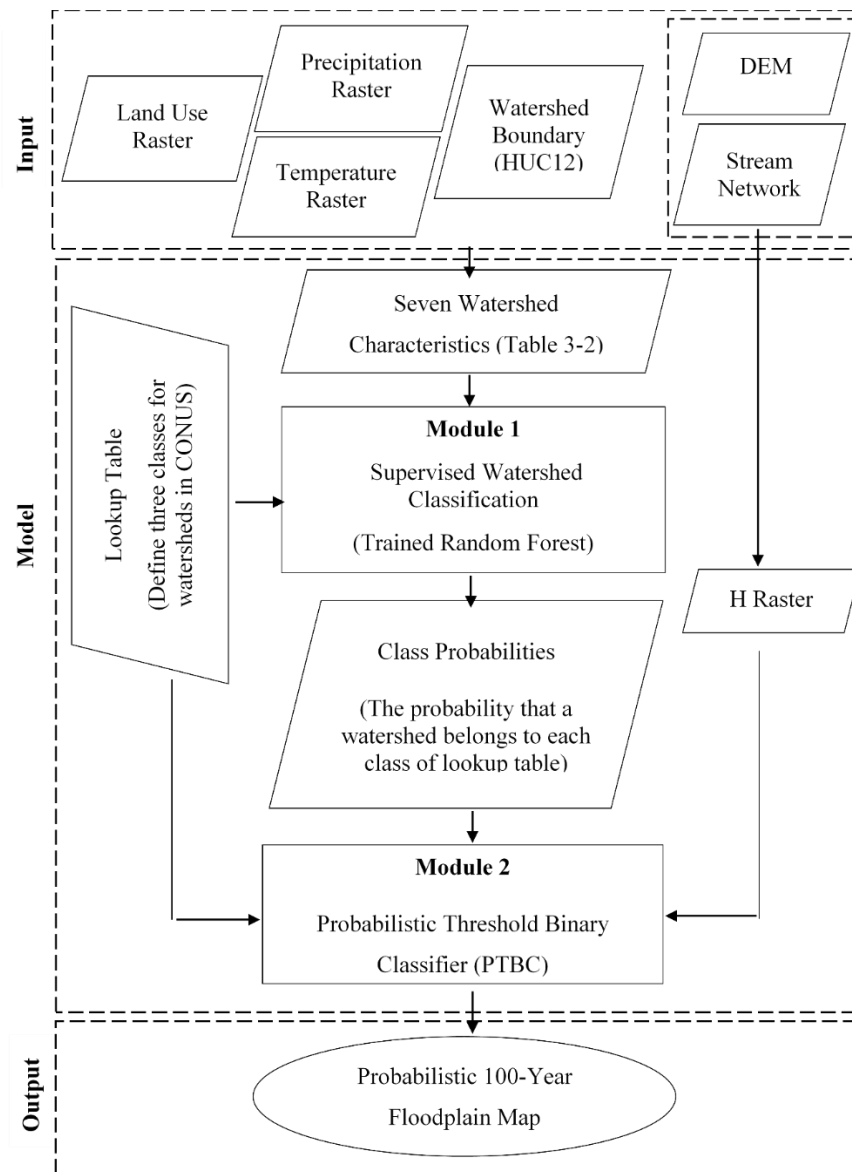 Input
Land Use
Raster
Precipitation
Raster
Temperature
Raster
Watershed
Boundary
(HUC12)
DEM
Stream
Network
Model
Lookup Table
(Define three classes for
watersheds in CONUS)
Seven Watershed
Characteristics (Table 3-2)
Module 1
Supervised Watershed
Classification
(Trained Random Forest)
H Raster
Class Probabilities
(The probability that a
watershed belongs to each
class of lookup table)
Module 2
Probabilistic Threshold Binary
Classifier (PTBC)
Output
Probabilistic 100-Year
Floodplain Map